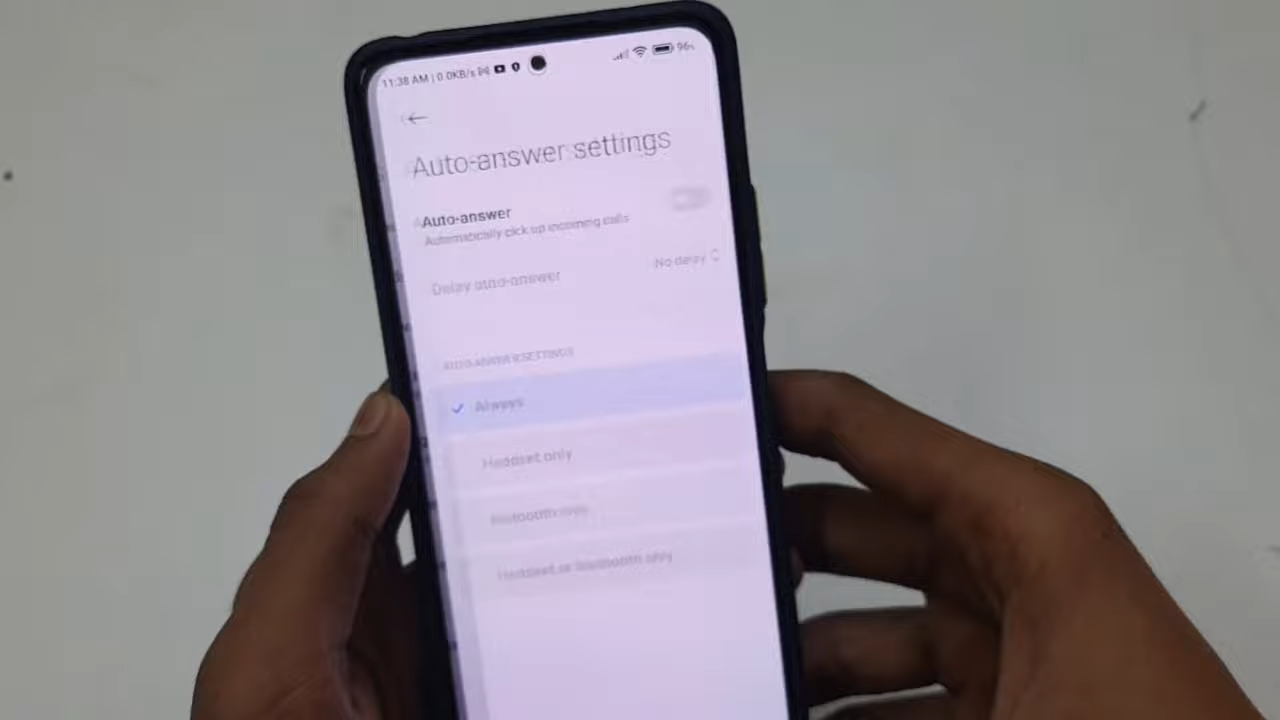 11:38 AM | 0.0KB/s
96%
Auto-answer settings
Auto-answer
Automatically pick up incoming calls
Delay auto-answer
No delay
AUTO-ANSWER SETTINGS
Always
Headset only
Bluetooth only
Headset or bluetooth only